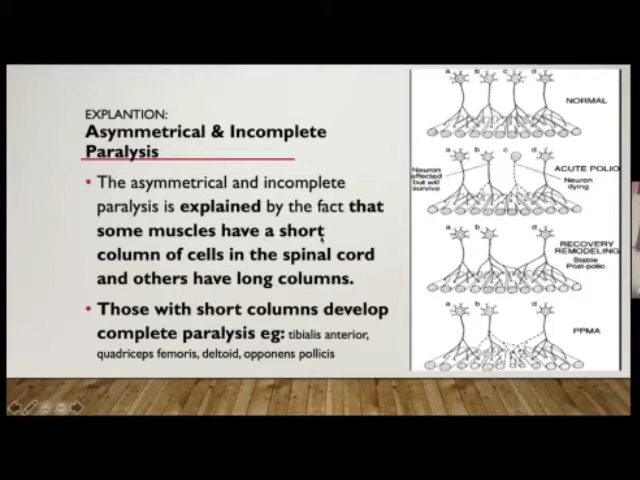 EXPLANTION:
Asymmetrical & Incomplete
Paralysis
• The asymmetrical and incomplete
paralysis is explained by the fact that
some muscles have a short
column of cells in the spinal cord
and others have long columns.
• Those with short columns develop
complete paralysis eg: tibialis anterior,
quadriceps femoris, deltoid, opponens pollicis
a b c d
NORMAL
a b c d
Neuron
affected
but will
survive
ACUTE POLIO
Neuron
dying
a b d
RECOVERY
REMODELING
Stable
Post-polio
a b d
PPMA